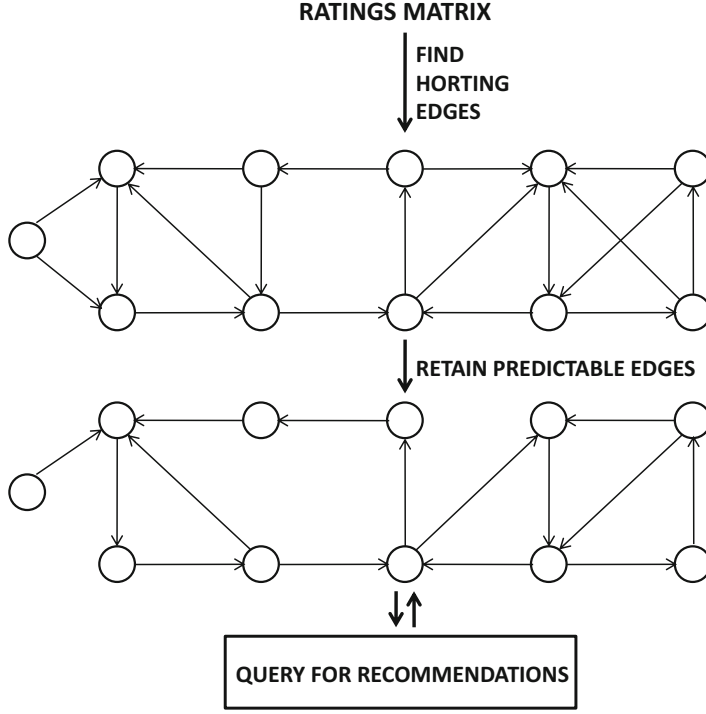 RATINGS MATRIX
FIND
HORTING
EDGES
RETAIN PREDICTABLE EDGES
QUERY FOR RECOMMENDATIONS